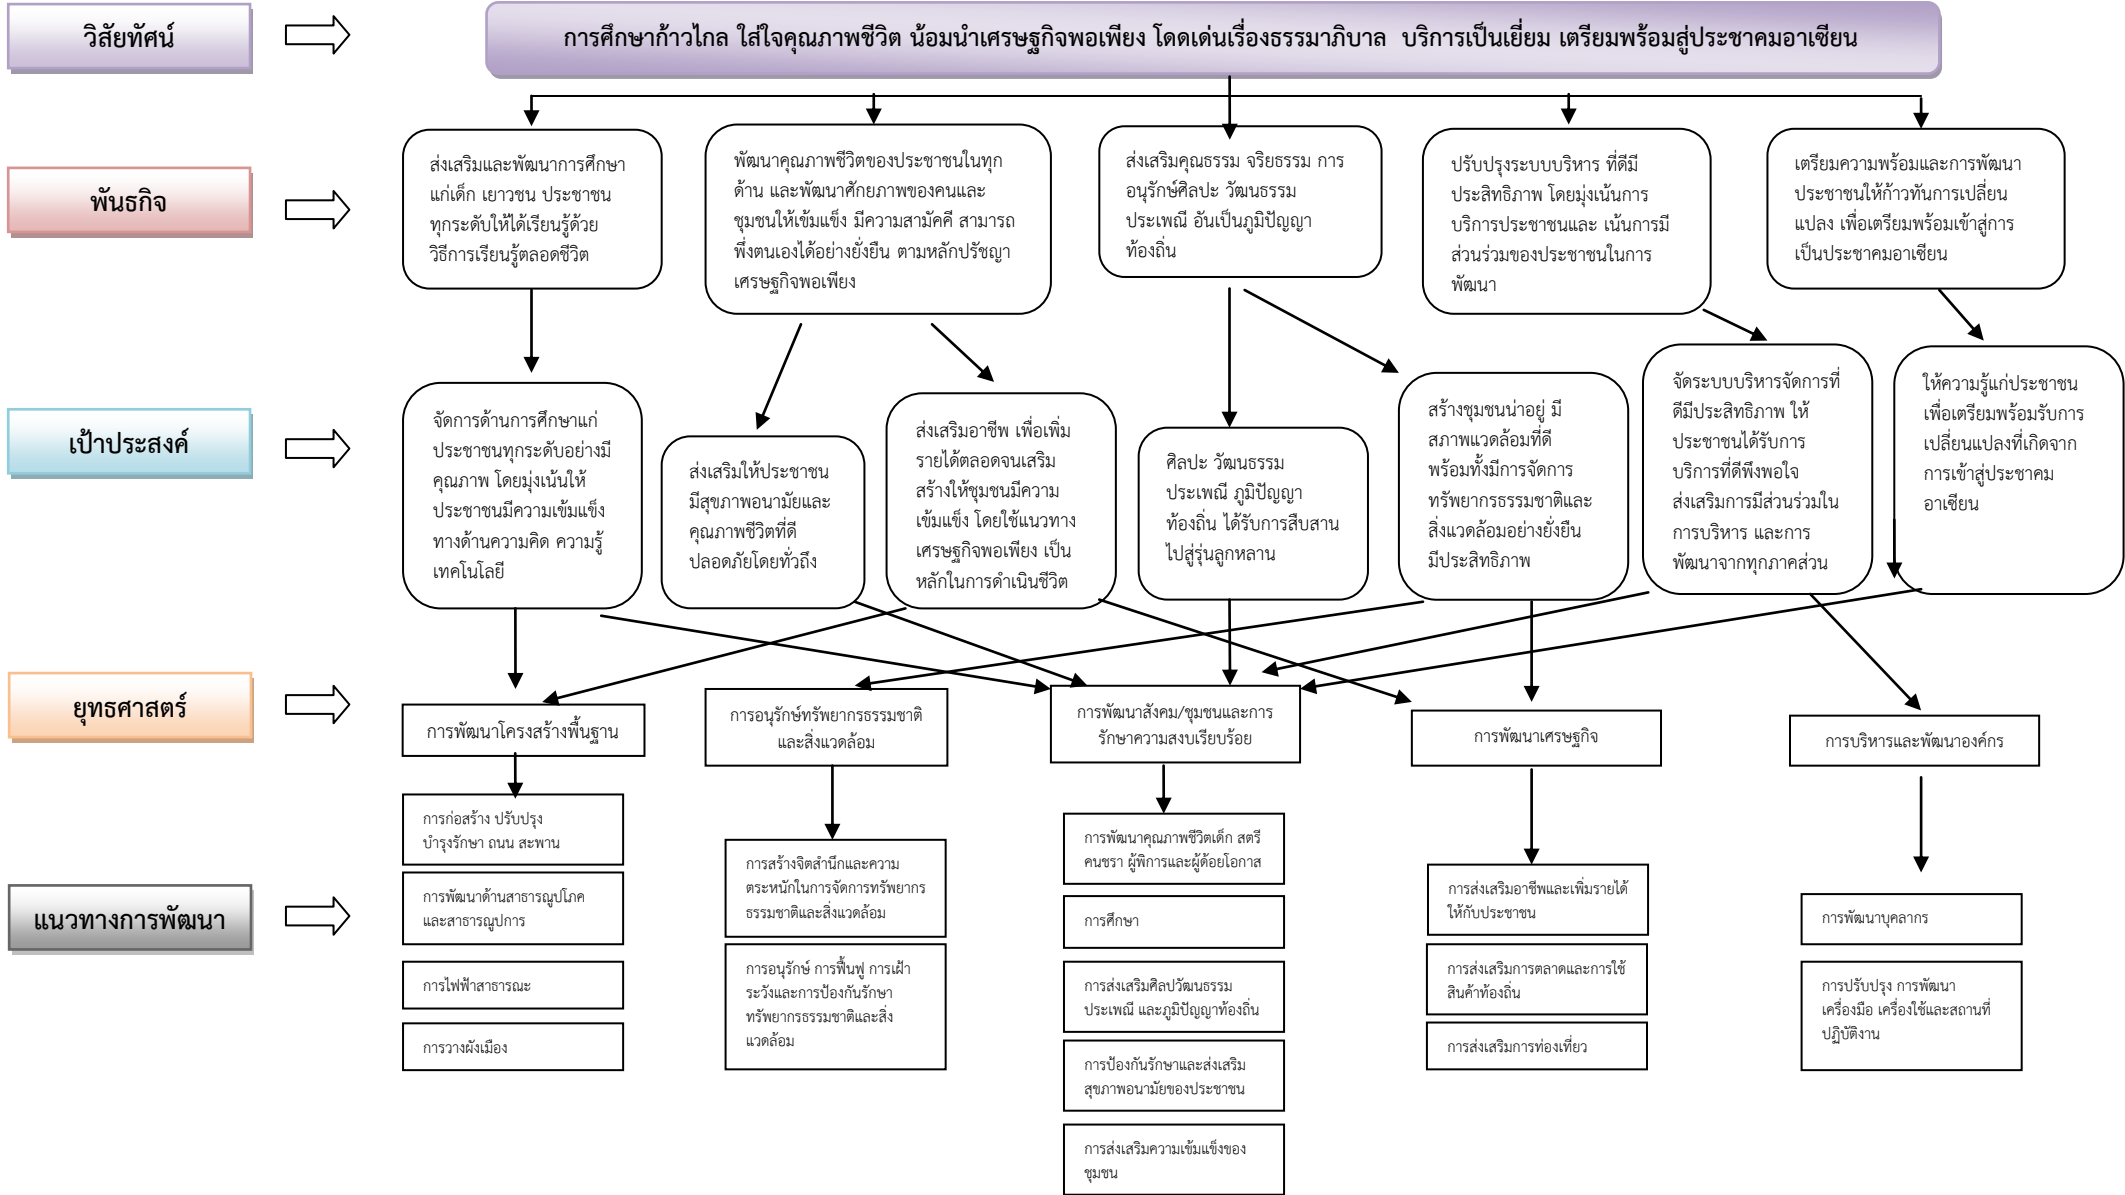 วิสัยทัศน์
การศึกษาก้าวไกล ใส่ใจคุณภาพชีวิต น้อมนำเศรษฐกิจพอเพียง โดดเด่นเรื่องธรรมาภิบาล บริการเป็นเยี่ยม เตรียมพร้อมสู่ประชาคมอาเซียน
พันธกิจ
ส่งเสริมและพัฒนาการศึกษา
แก่เด็ก เยาวชน ประชาชน
ทุกระดับให้ได้เรียนรู้ด้วย
วิธีการเรียนรู้ตลอดชีวิต
พัฒนาคุณภาพชีวิตของประชาชนในทุก
ด้าน และพัฒนาศักยภาพของคนและ
ชุมชนให้เข้มแข็ง มีความสามัคคี สามารถ
พึ่งตนเองได้อย่างยั่งยืน ตามหลักปรัชญา
เศรษฐกิจพอเพียง
ส่งเสริมคุณธรรม จริยธรรม การ
อนุรักษ์ศิลปะ วัฒนธรรม
ประเพณี อันเป็นภูมิปัญญา
ท้องถิ่น
ปรับปรุงระบบบริหาร ที่ดีมี
ประสิทธิภาพ โดยมุ่งเน้นการ
บริการประชาชนและ เน้นการมี
ส่วนร่วมของประชาชนในการ
พัฒนา
เตรียมความพร้อมและการพัฒนา
ประชาชนให้ก้าวทันการเปลี่ยน
แปลง เพื่อเตรียมพร้อมเข้าสู่การ
เป็นประชาคมอาเซียน
เป้าประสงค์
จัดการด้านการศึกษาแก่
ประชาชนทุกระดับอย่างมี
คุณภาพ โดยมุ่งเน้นให้
ประชาชนมีความเข้มแข็ง
ทางด้านความคิด ความรู้
เทคโนโลยี
ส่งเสริมให้ประชาชน
มีสุขภาพอนามัยและ
คุณภาพชีวิตที่ดี
ปลอดภัยโดยทั่วถึง
ส่งเสริมอาชีพ เพื่อเพิ่ม
รายได้ตลอดจนเสริม
สร้างให้ชุมชนมีความ
เข้มแข็ง โดยใช้แนวทาง
เศรษฐกิจพอเพียง เป็น
หลักในการดำเนินชีวิต
ศิลปะ วัฒนธรรม
ประเพณี ภูมิปัญญา
ท้องถิ่น ได้รับการสืบสาน
ไปสู่รุ่นลูกหลาน
สร้างชุมชนน่าอยู่ มี
สภาพแวดล้อมที่ดี
พร้อมทั้งมีการจัดการ
ทรัพยากรธรรมชาติและ
สิ่งแวดล้อมอย่างยั่งยืน
มีประสิทธิภาพ
จัดระบบบริหารจัดการที่
ดีมีประสิทธิภาพ ให้
ประชาชนได้รับการ
บริการที่ดีพึงพอใจ
ส่งเสริมการมีส่วนร่วมใน
การบริหาร และการ
พัฒนาจากทุกภาคส่วน
ให้ความรู้แก่ประชาชน
เพื่อเตรียมพร้อมรับการ
เปลี่ยนแปลงที่เกิดจาก
การเข้าสู่ประชาคม
อาเซียน
ยุทธศาสตร์
การพัฒนาโครงสร้างพื้นฐาน
การอนุรักษ์ทรัพยากรธรรมชาติ
และสิ่งแวดล้อม
การพัฒนาสังคม/ชุมชนและการ
รักษาความสงบเรียบร้อย
การพัฒนาเศรษฐกิจ
การบริหารและพัฒนาองค์กร
แนวทางการพัฒนา
การก่อสร้าง ปรับปรุง
บำรุงรักษา ถนน สะพาน
การพัฒนาด้านสาธารณูปโภค
และสาธารณูปการ
การไฟฟ้าสาธารณะ
การวางผังเมือง
การสร้างจิตสำนึกและความ
ตระหนักในการจัดการทรัพยากร
ธรรมชาติและสิ่งแวดล้อม
การอนุรักษ์ การฟื้นฟู การเฝ้า
ระวังและการป้องกันรักษา
ทรัพยากรธรรมชาติและสิ่ง
แวดล้อม
การพัฒนาคุณภาพชีวิตเด็ก สตรี
คนชรา ผู้พิการและผู้ด้อยโอกาส
การศึกษา
การส่งเสริมศิลปวัฒนธรรม
ประเพณี และภูมิปัญญาท้องถิ่น
การป้องกันรักษาและส่งเสริม
สุขภาพอนามัยของประชาชน
การส่งเสริมความเข้มแข็งของ
ชุมชน
การส่งเสริมอาชีพและเพิ่มรายได้
ให้กับประชาชน
การส่งเสริมการตลาดและการใช้
สินค้าท้องถิ่น
การส่งเสริมการท่องเที่ยว
การพัฒนาบุคลากร
การปรับปรุง การพัฒนา
เครื่องมือ เครื่องใช้และสถานที่
ปฏิบัติงาน